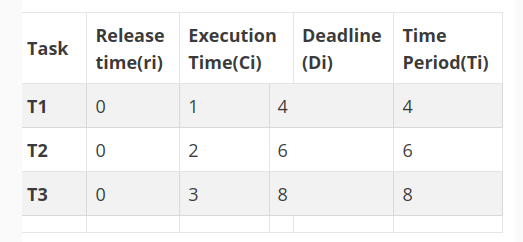 Task Release time(ri) Execution Time(Ci) Deadline (Di) Time Period(Ti)
T1 0 1 4 4
T2 0 2 6 6
T3 0 3 8 8